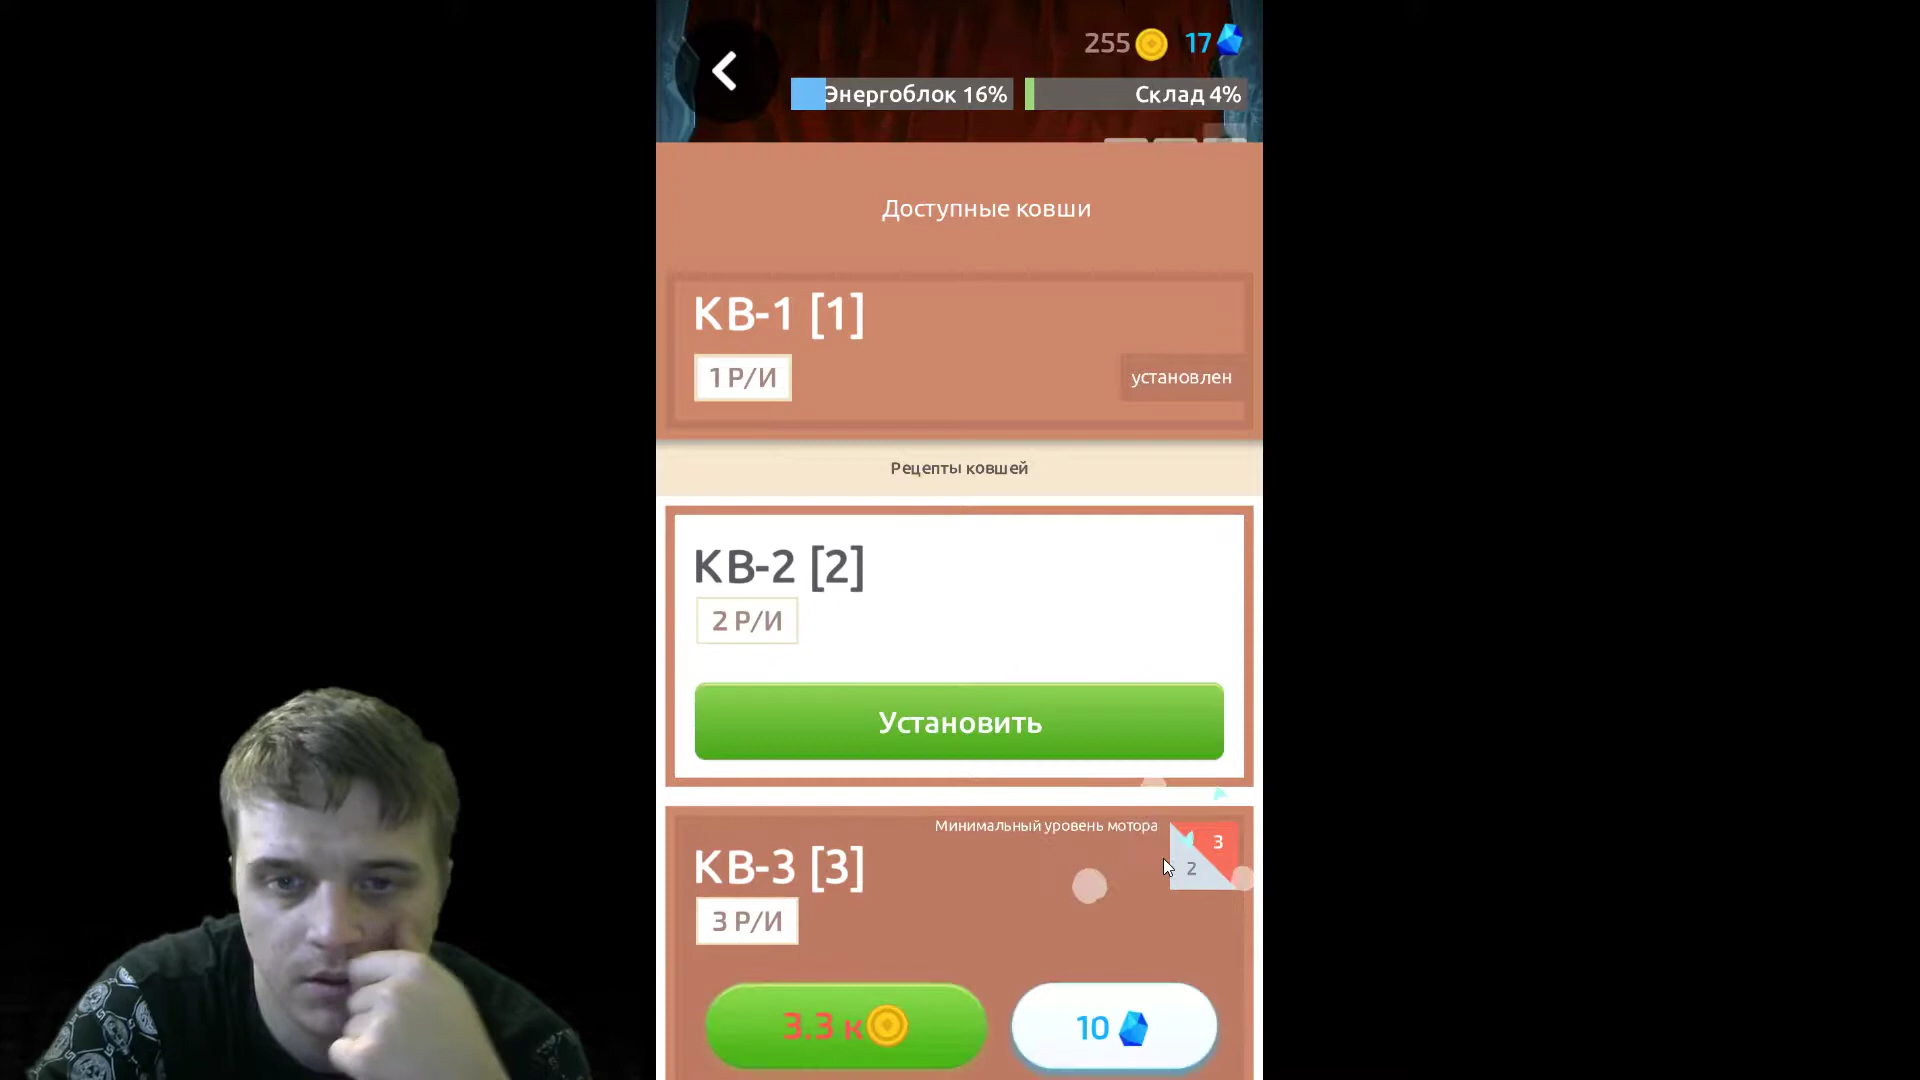 255 17
Энергоблок 16% Склад 4%
Доступные ковши
КВ-1 [1]
1 Р/И
установлен
Рецепты ковшей
КВ-2 [2]
2 Р/И
Установить
Минимальный уровень мотора
3
2
КВ-3 [3]
3 Р/И
3.3 к 10